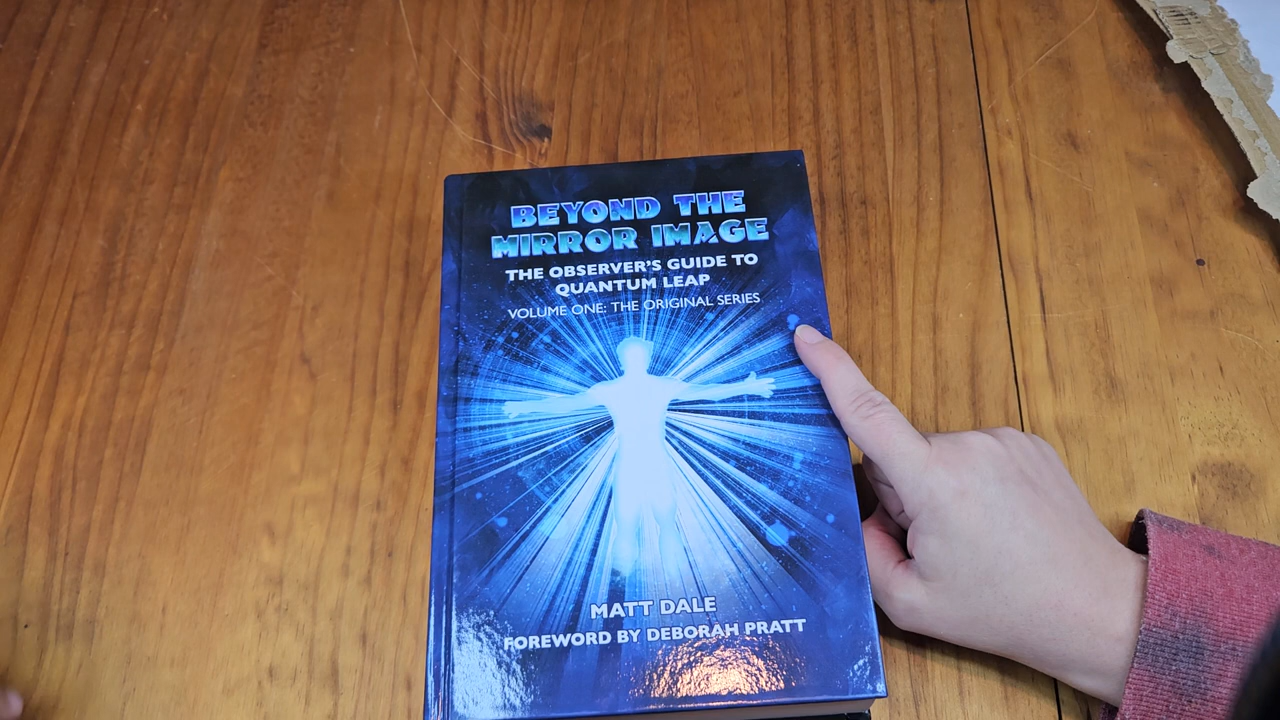 BEYOND THE
MIRROR IMAGE
THE OBSERVER'S GUIDE TO
QUANTUM LEAP
VOLUME ONE: THE ORIGINAL SERIES
MATT DALE
FOREWORD BY DEBORAH PRATT